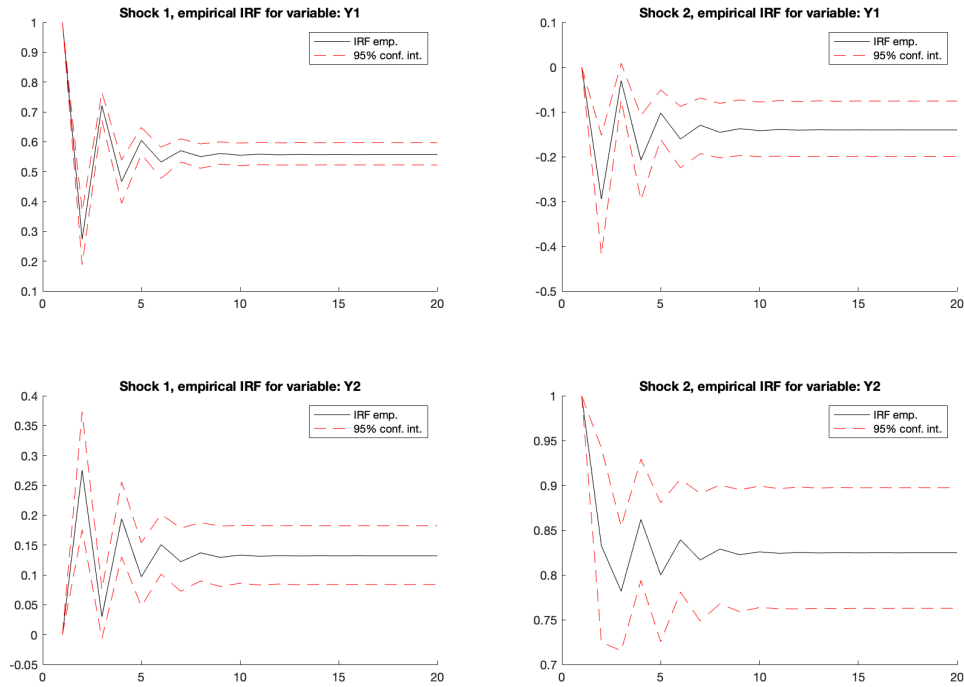 Shock 1, empirical IRF for variable: Y1
1
0.9
0.8
0.7
0.6
0.5
0.4
0.3
0.2
0.1
0 5 10 15 20
IRF emp.
95% conf. int.
Shock 2, empirical IRF for variable: Y1
0.1
0
-0.1
-0.2
-0.3
-0.4
-0.5
0 5 10 15 20
IRF emp.
95% conf. int.
Shock 1, empirical IRF for variable: Y2
0.4
0.35
0.3
0.25
0.2
0.15
0.1
0.05
0
-0.05
0 5 10 15 20
IRF emp.
95% conf. int.
Shock 2, empirical IRF for variable: Y2
1
0.95
0.9
0.85
0.8
0.75
0.7
0 5 10 15 20
IRF emp.
95% conf. int.